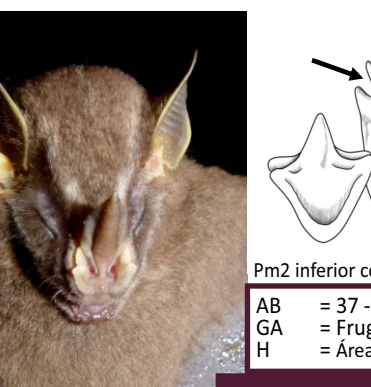 Pm2 inferior co
AB = 37 -
GA = Frug
H = Área